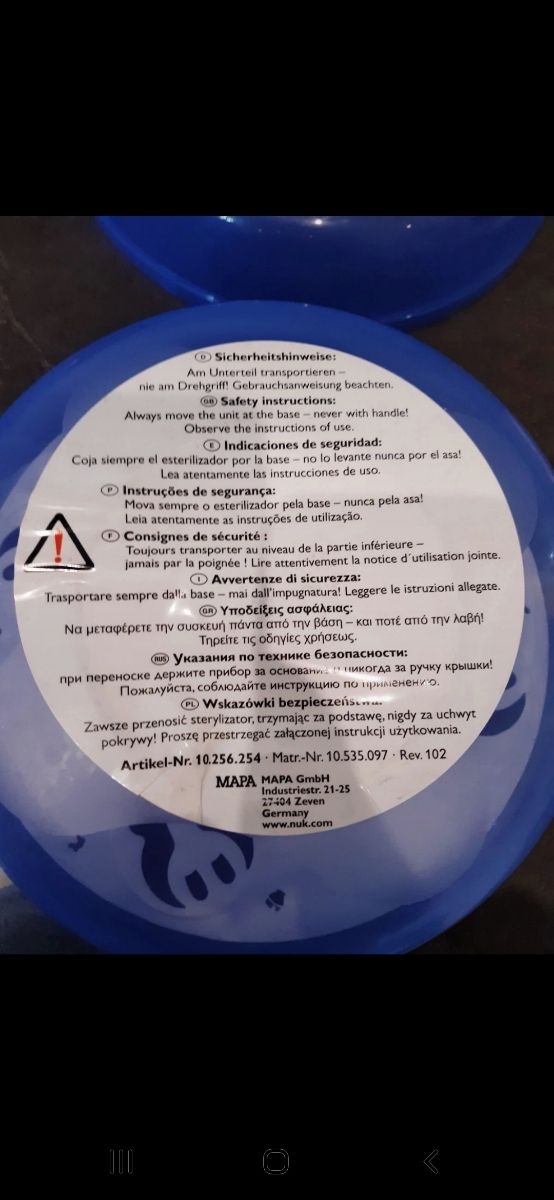 D Sicherheitshinweise:
Am Unterteil transportieren –
nie am Drehgriff! Gebrauchsanweisung beachten.
GB Safety instructions:
Always move the unit at the base – never with handle!
Observe the instructions of use.
E Indicaciones de seguridad:
Coja siempre el esterilizador por la base – no lo levante nunca por el asa!
Lea atentamente las instrucciones de uso.
P Instruções de segurança:
Mova sempre o esterilizador pela base – nunca pela asa!
Leia atentamente as instruções de utilização.
F Consignes de sécurité :
Toujours transporter au niveau de la partie inférieure –
jamais par la poignée ! Lire attentivement la notice d´utilisation jointe.
I Avvertenze di sicurezza:
Trasportare sempre dalla base – mai dall'impugnatura! Leggere le istruzioni allegate.
GR Υποδείξεις ασφάλειας:
Να μεταφέρετε την συσκευή πάντα από την βάση – και ποτέ από την λαβή!
Τηρείτε τις οδηγίες χρήσεως.
RUS Указания по технике безопасности:
при переноске держите прибор за основание и никогда за ручку крышки!
Пожалуйста, соблюдайте инструкцию по применению.
PL Wskazówki bezpieczeństwa:
Zawsze przenosić sterylizator, trzymając za podstawę, nigdy za uchwyt
pokrywy! Proszę przestrzegać załączonej instrukcji użytkowania.
Artikel-Nr. 10.256.254 · Matr.-Nr. 10.535.097 · Rev. 102
MAPA MAPA GmbH
Industriestr. 21-25
27404 Zeven
Germany
www.nuk.com